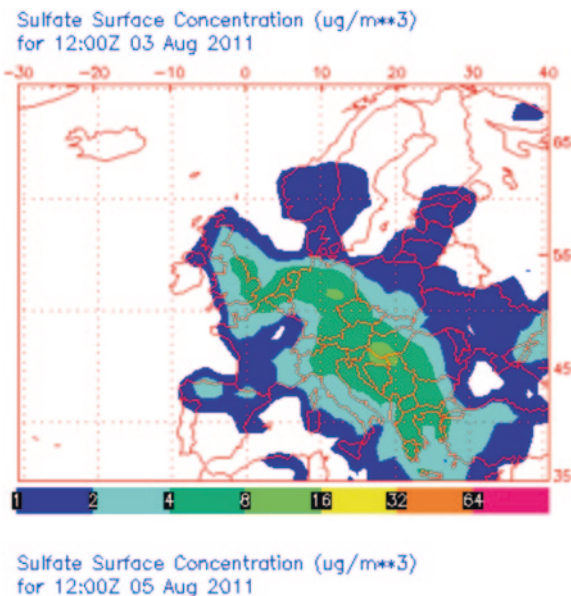 Sulfate Surface Concentration (ug/m**3)
for 12:00Z 03 Aug 2011
-30 -20 -10 0 10 20 30 40
65
55
45
35
1 2 4 8 16 32 64
Sulfate Surface Concentration (ug/m**3)
for 12:00Z 05 Aug 2011